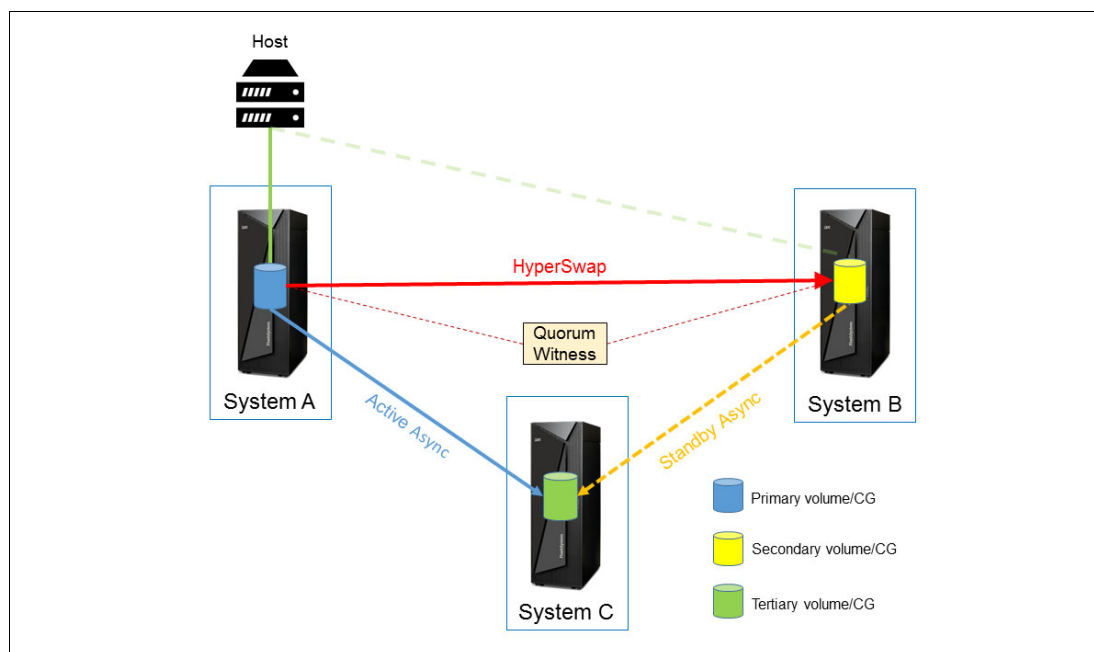 Host
HyperSwap
Quorum
Witness
System A
System B
Active Async
Standby Async
System C
Primary volume/CG
Secondary volume/CG
Tertiary volume/CG